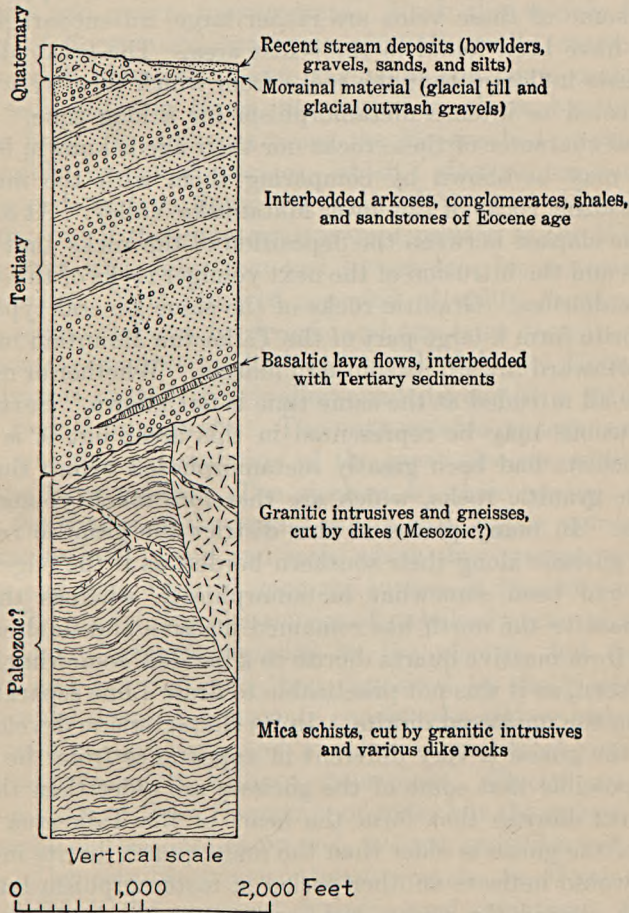 Quaternary
Recent stream deposits (bowlders,
gravels, sands, and silts)
Morainal material (glacial till and
glacial outwash gravels)
Tertiary
Interbedded arkoses, conglomerates, shales,
and sandstones of Eocene age
Basaltic lava flows, interbedded
with Tertiary sediments
Granitic intrusives and gneisses,
cut by dikes (Mesozoic?)
Paleozoic?
Mica schists, cut by granitic intrusives
and various dike rocks
Vertical scale
0 1,000 2,000 feet